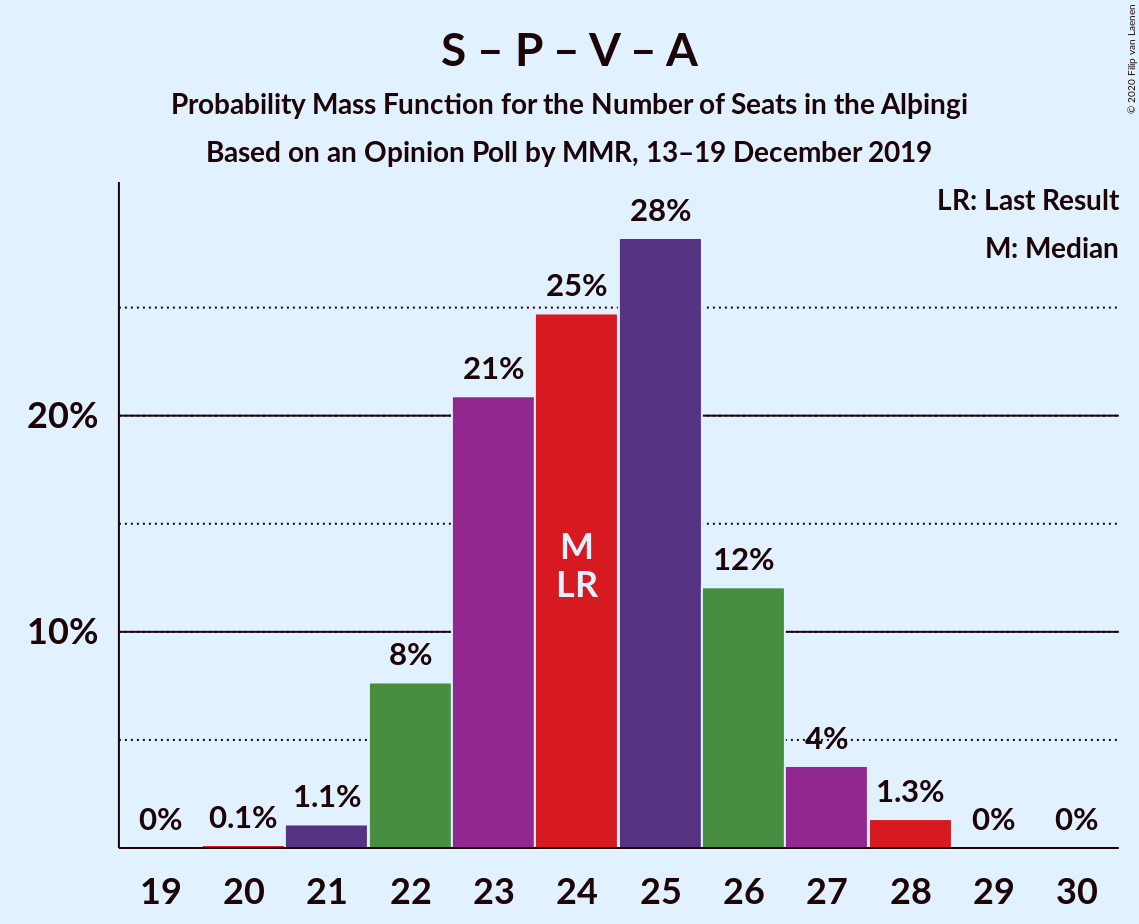 S – P – V – A
Probability Mass Function for the Number of Seats in the Alþingi
Based on an Opinion Poll by MMR, 13–19 December 2019
© 2020 Filip van Laenen
LR: Last Result
M: Median
28%
25%
21%
20%
M
LR
12%
10%
8%
4%
0%
0.1%
1.1%
1.3%
0%
0%
19 20 21 22 23 24 25 26 27 28 29 30